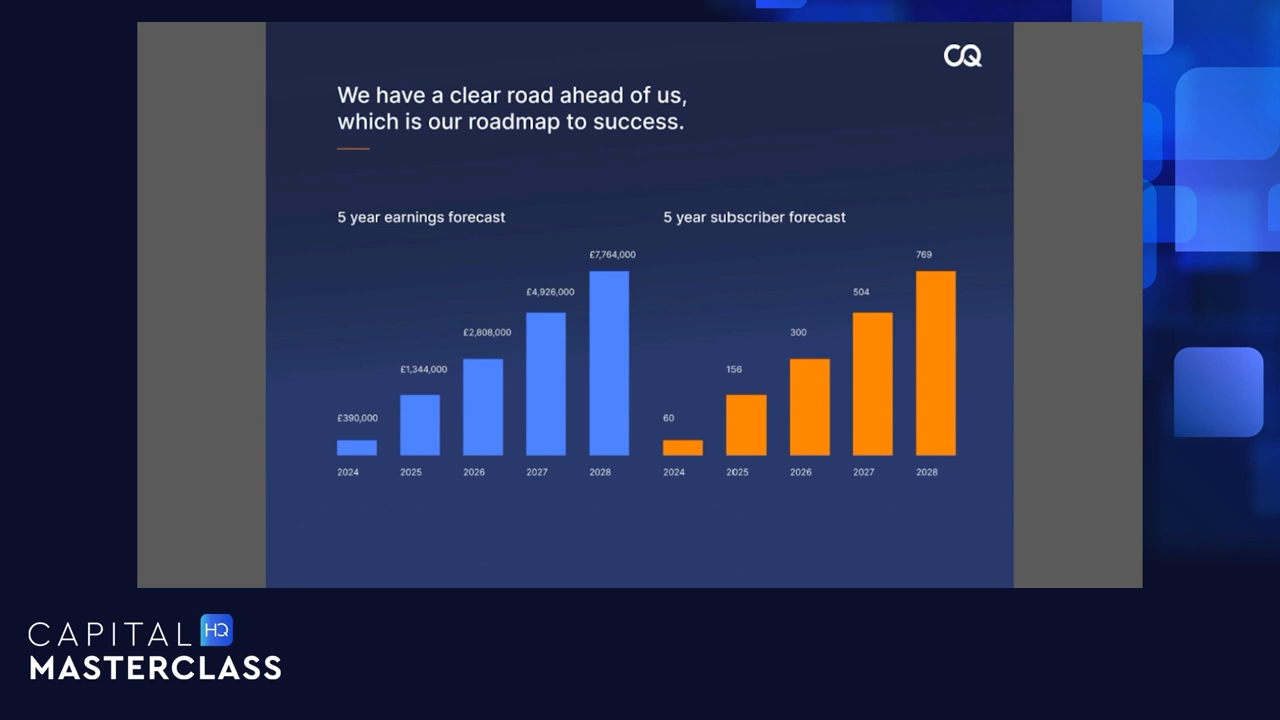 CQ
We have a clear road ahead of us,
which is our roadmap to success.
5 year earnings forecast
£7,764,000
£4,926,000
£2,808,000
£1,344,000
£390,000
2024 2025 2026 2027 2028
5 year subscriber forecast
769
504
300
156
60
2024 2025 2026 2027 2028
CAPITAL HQ
MASTERCLASS